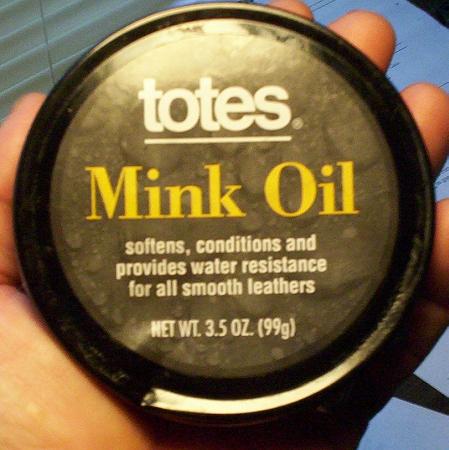 totes®
Mink Oil
softens, conditions and
provides water resistance
for all smooth leathers
NET WT. 3.5 OZ. (99g)